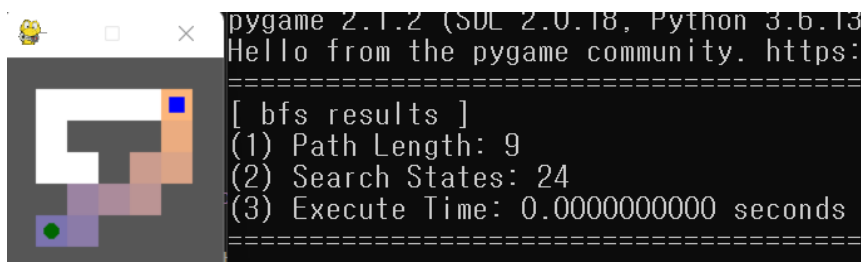 pygame 2.1.2 (SDL 2.0.18, Python 3.6.13
Hello from the pygame community. https:
=======================================
[ bfs results ]
(1) Path Length: 9
(2) Search States: 24
(3) Execute Time: 0.0000000000 seconds
=======================================